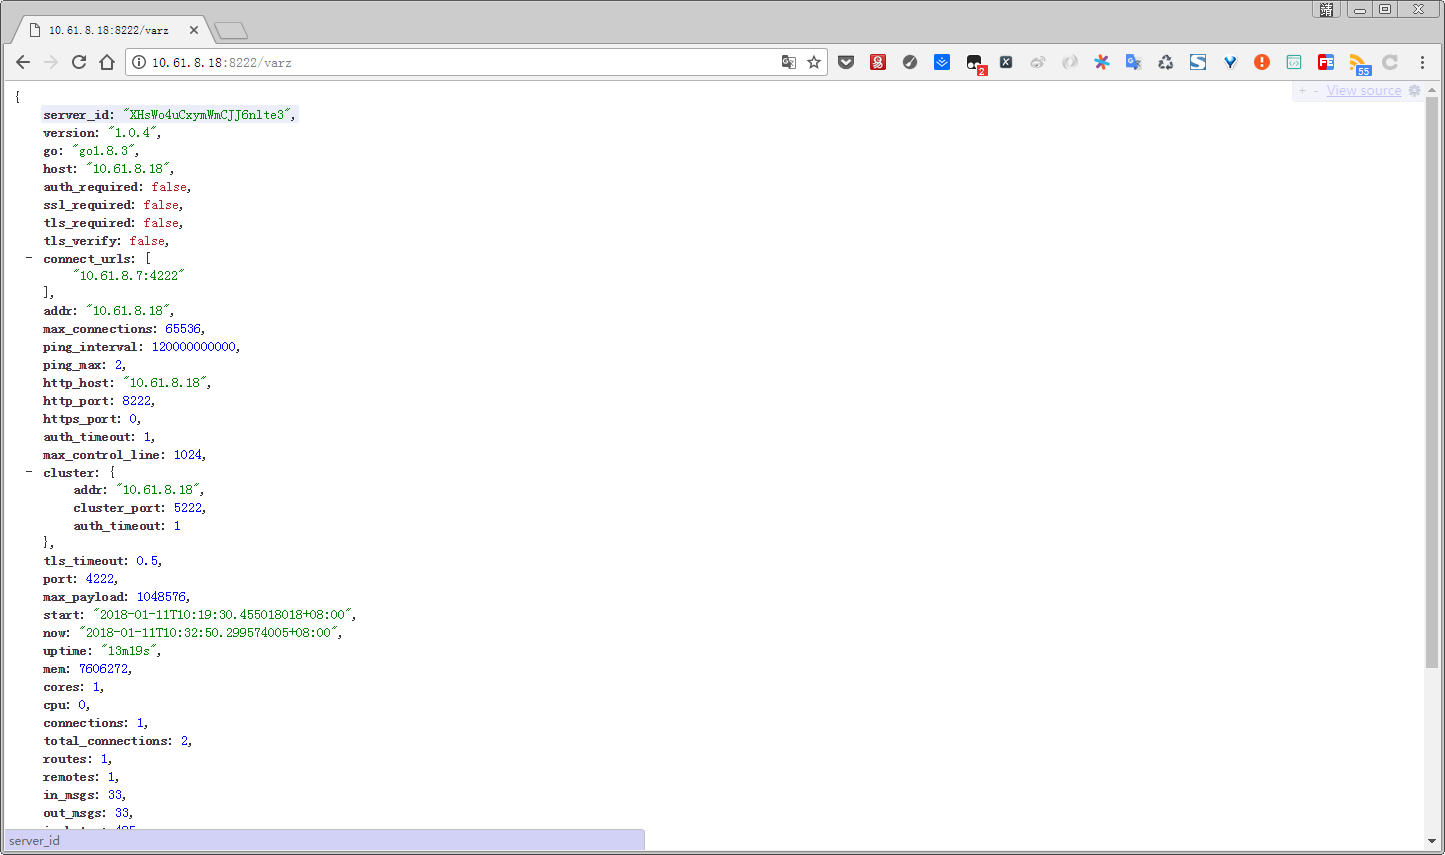 10.61.8.18:8222/varz
10.61.8.18:8222/varz
2
55
+ - View source
{
server_id: "XHsWo4uCxymWmCJJ6nlte3",
version: "1.0.4",
go: "go1.8.3",
host: "10.61.8.18",
auth_required: false,
ssl_required: false,
tls_required: false,
tls_verify: false,
- connect_urls: [
"10.61.8.7:4222"
],
addr: "10.61.8.18",
max_connections: 65536,
ping_interval: 120000000000,
ping_max: 2,
http_host: "10.61.8.18",
http_port: 8222,
https_port: 0,
auth_timeout: 1,
max_control_line: 1024,
- cluster: {
addr: "10.61.8.18",
cluster_port: 5222,
auth_timeout: 1
},
tls_timeout: 0.5,
port: 4222,
max_payload: 1048576,
start: "2018-01-11T10:19:30.455018018+08:00",
now: "2018-01-11T10:32:50.299574005+08:00",
uptime: "13m19s",
mem: 7606272,
cores: 1,
cpu: 0,
connections: 1,
total_connections: 2,
routes: 1,
remotes: 1,
in_msgs: 33,
out_msgs: 33,
server_id